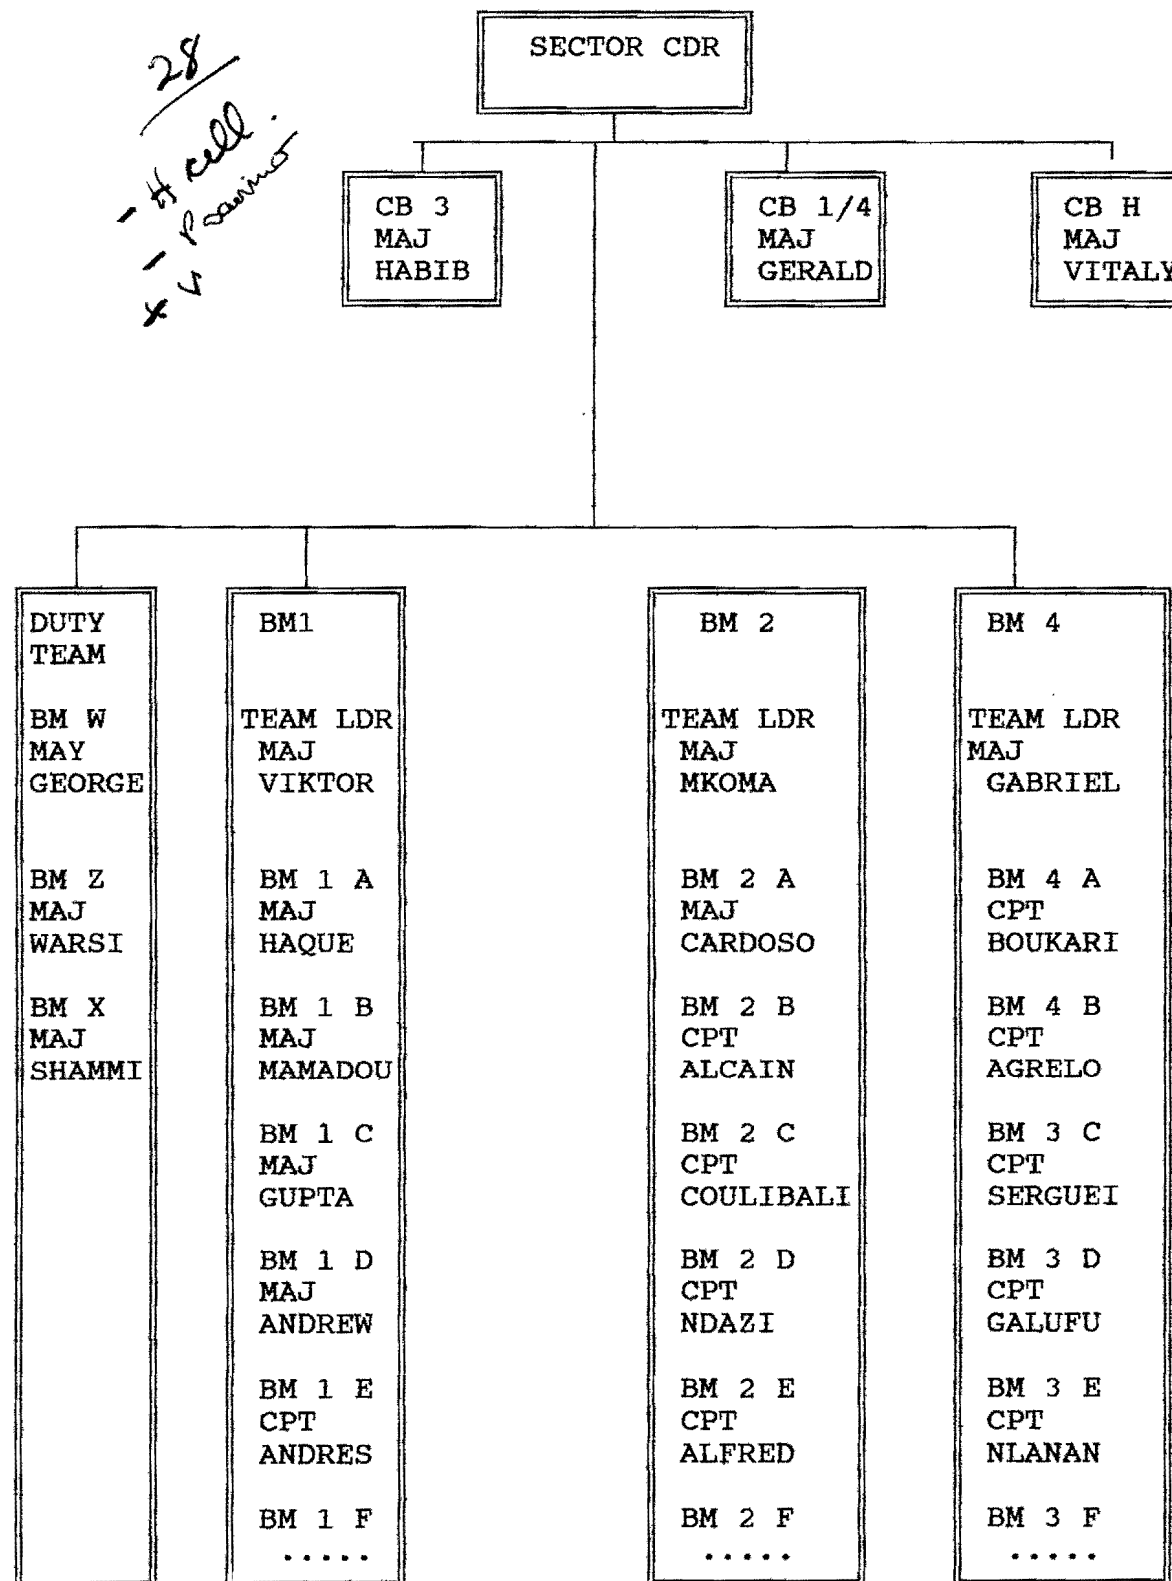 SECTOR CDR
28
- H cell.
-
CB 3
MAJ
HABIB
CB 1/4
MAJ
GERALD
CB H
MAJ
VITALY
DUTY
TEAM
BM W
MAY
GEORGE
BM Z
MAJ
WARSI
BM X
MAJ
SHAMMI
BM1
TEAM LDR
MAJ
VIKTOR
BM 1 A
MAJ
HAQUE
BM 1 B
MAJ
MAMADOU
BM 1 C
MAJ
GUPTA
BM 1 D
MAJ
ANDREW
BM 1 E
CPT
ANDRES
BM 1 F
.....
BM 2
TEAM LDR
MAJ
MKOMA
BM 2 A
MAJ
CARDOSO
BM 2 B
CPT
ALCAIN
BM 2 C
CPT
COULIBALI
BM 2 D
CPT
NDAZI
BM 2 E
CPT
ALFRED
BM 2 F
.....
BM 4
TEAM LDR
MAJ
GABRIEL
BM 4 A
CPT
BOUKARI
BM 4 B
CPT
AGRELO
BM 3 C
CPT
SERGUEI
BM 3 D
CPT
GALUFU
BM 3 E
CPT
NLANAN
BM 3 F
.....